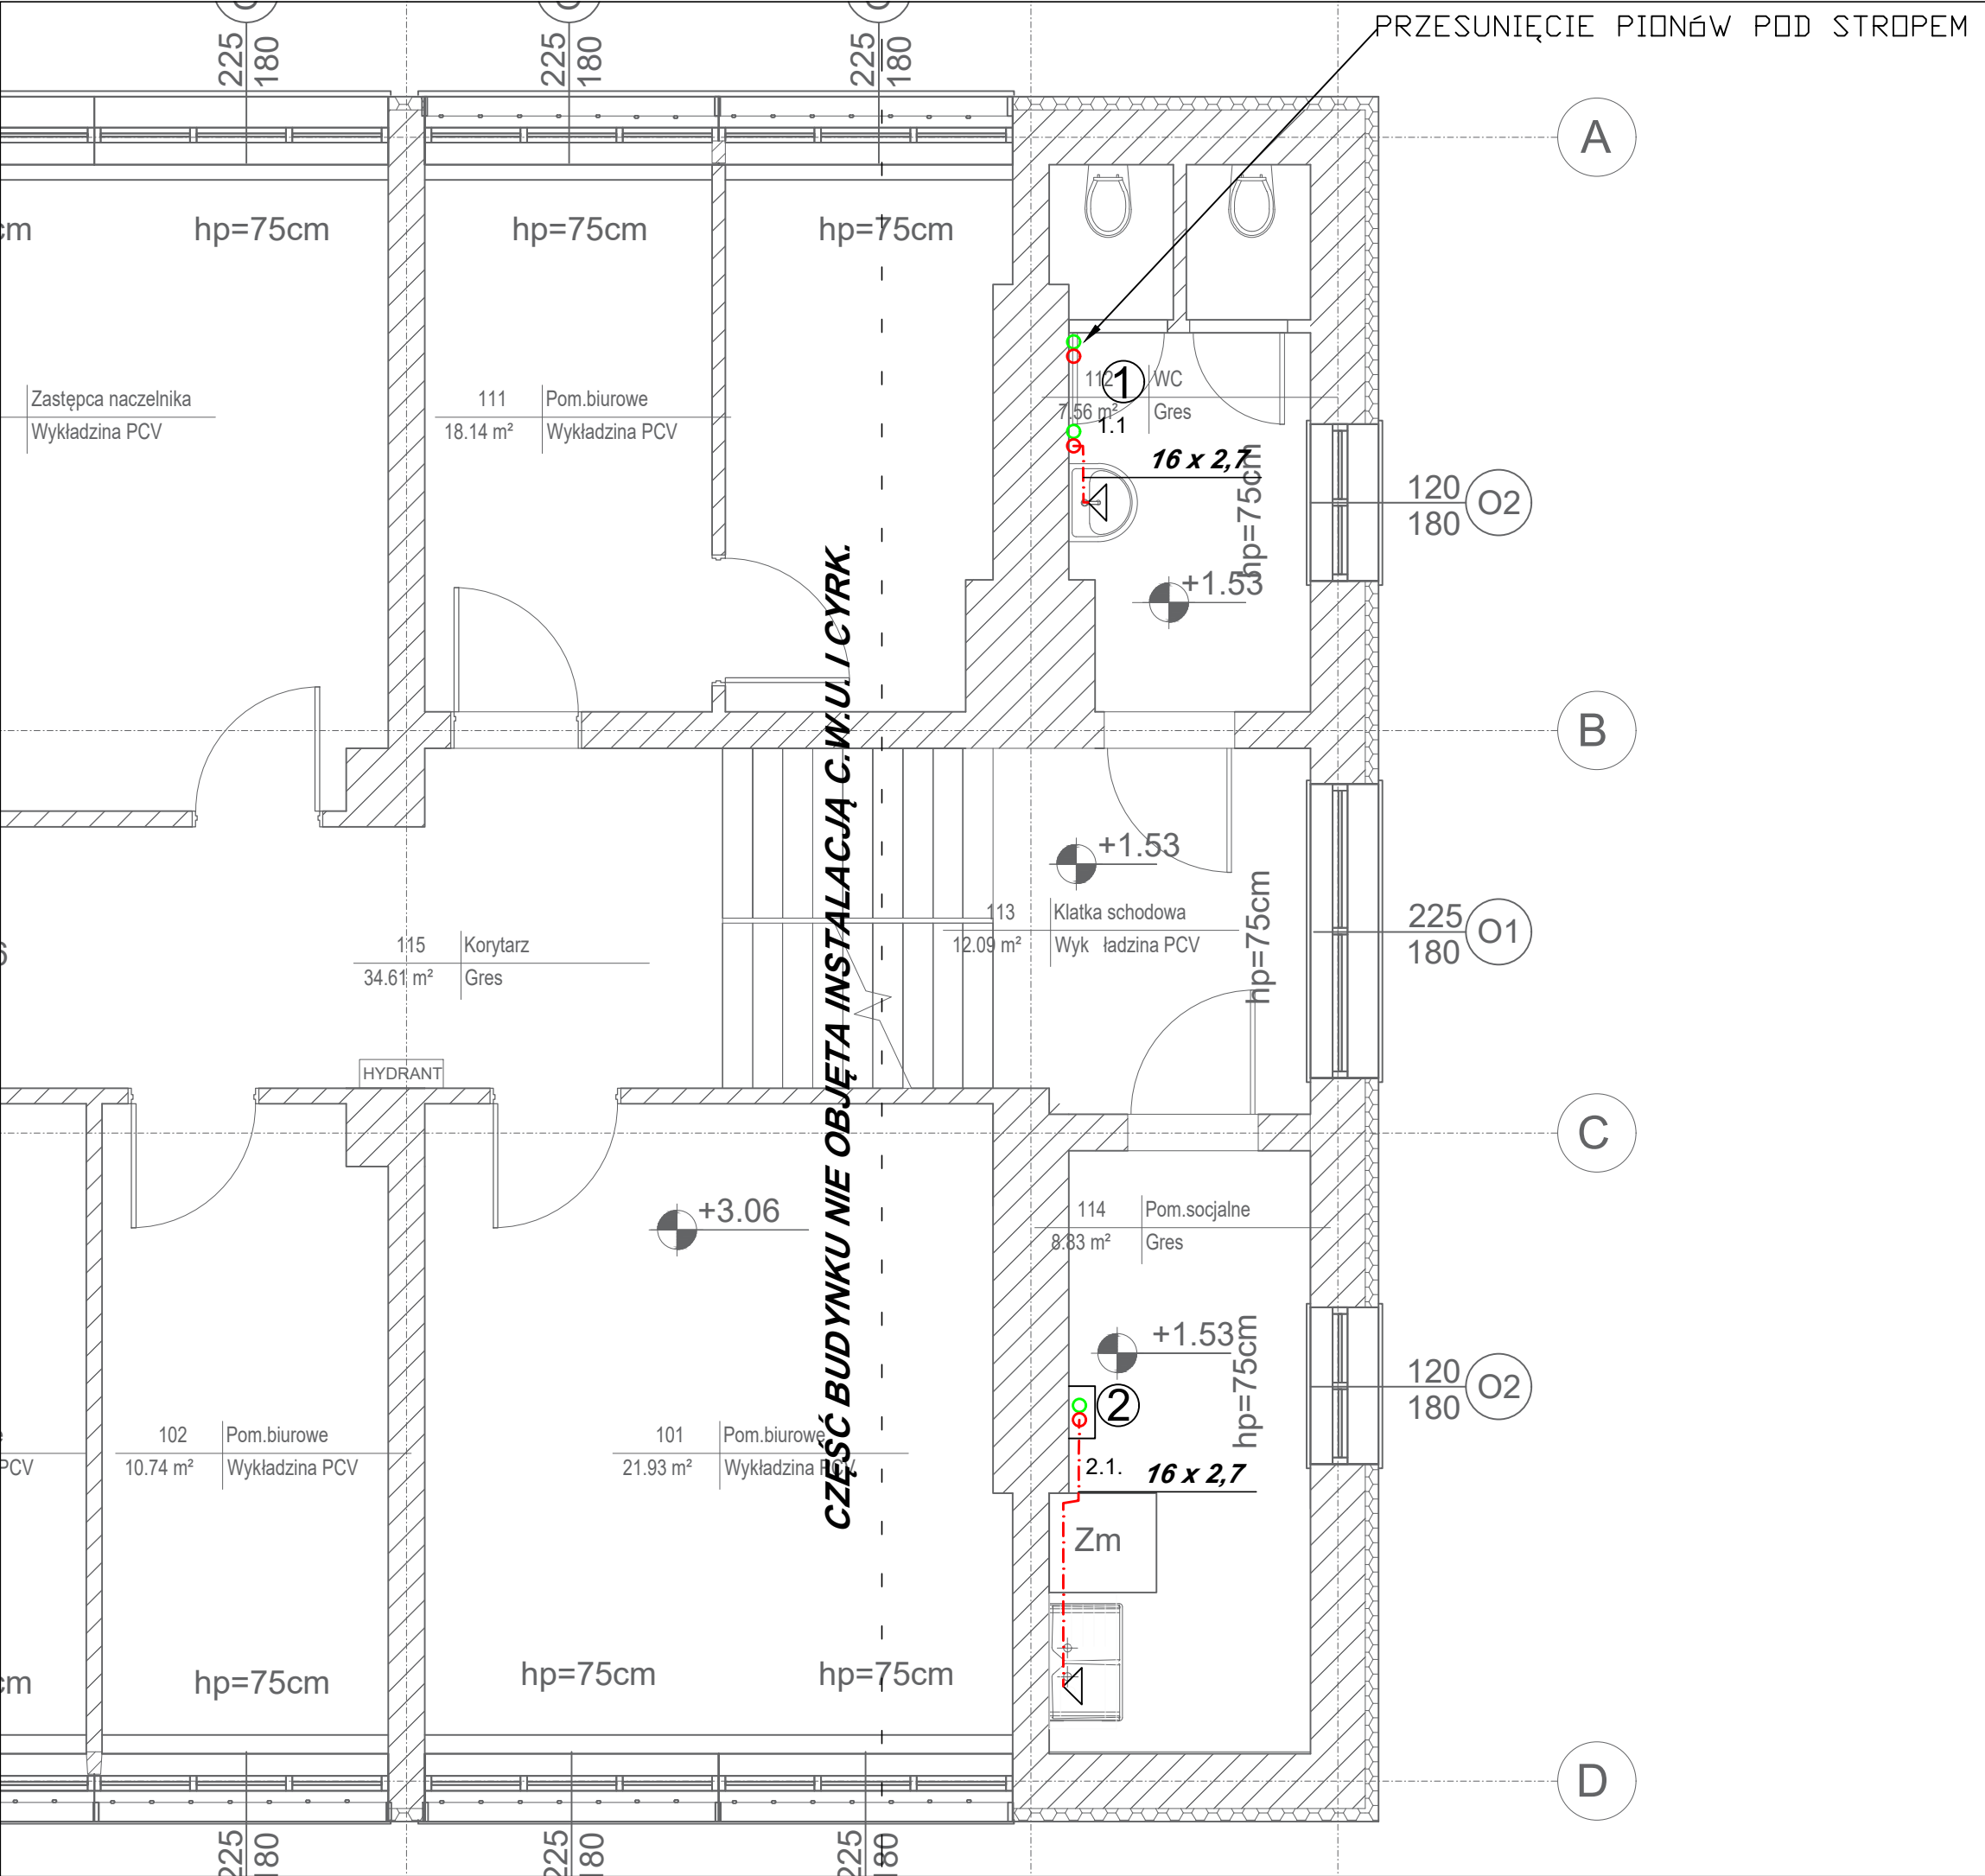 PRZESUNIĘCIE PIONóW POD STROPEM
225
180
225
180
225
180
A
cm
hp=75cm
hp=75cm
hp=75cm
Zastępca naczelnika
Wykładzina PCV
111
Pom.biurowe
18.14 m²
Wykładzina PCV
112
1
WC
7.56 m²
Gres
1.1
16 x 2,7
hp=75cm
120
180
O2
+1.53
B
CZĘŚĆ BUDYNKU NIE OBJĘTA INSTALACJĄ C.W.U. I CYRK.
+1.53
113
Klatka schodowa
12.09 m²
Wyk ładzina PCV
hp=75cm
225
180
O1
115
Korytarz
34.61 m²
Gres
6
HYDRANT
C
+3.06
114
Pom.socjalne
8.83 m²
Gres
+1.53
hp=75cm
120
180
O2
2
2.1.
16 x 2,7
Zm
e
PCV
102
Pom.biurowe
10.74 m²
Wykładzina PCV
101
Pom.biurowe
21.93 m²
Wykładzina PCV
cm
hp=75cm
hp=75cm
hp=75cm
D
225
180
225
180
225
180